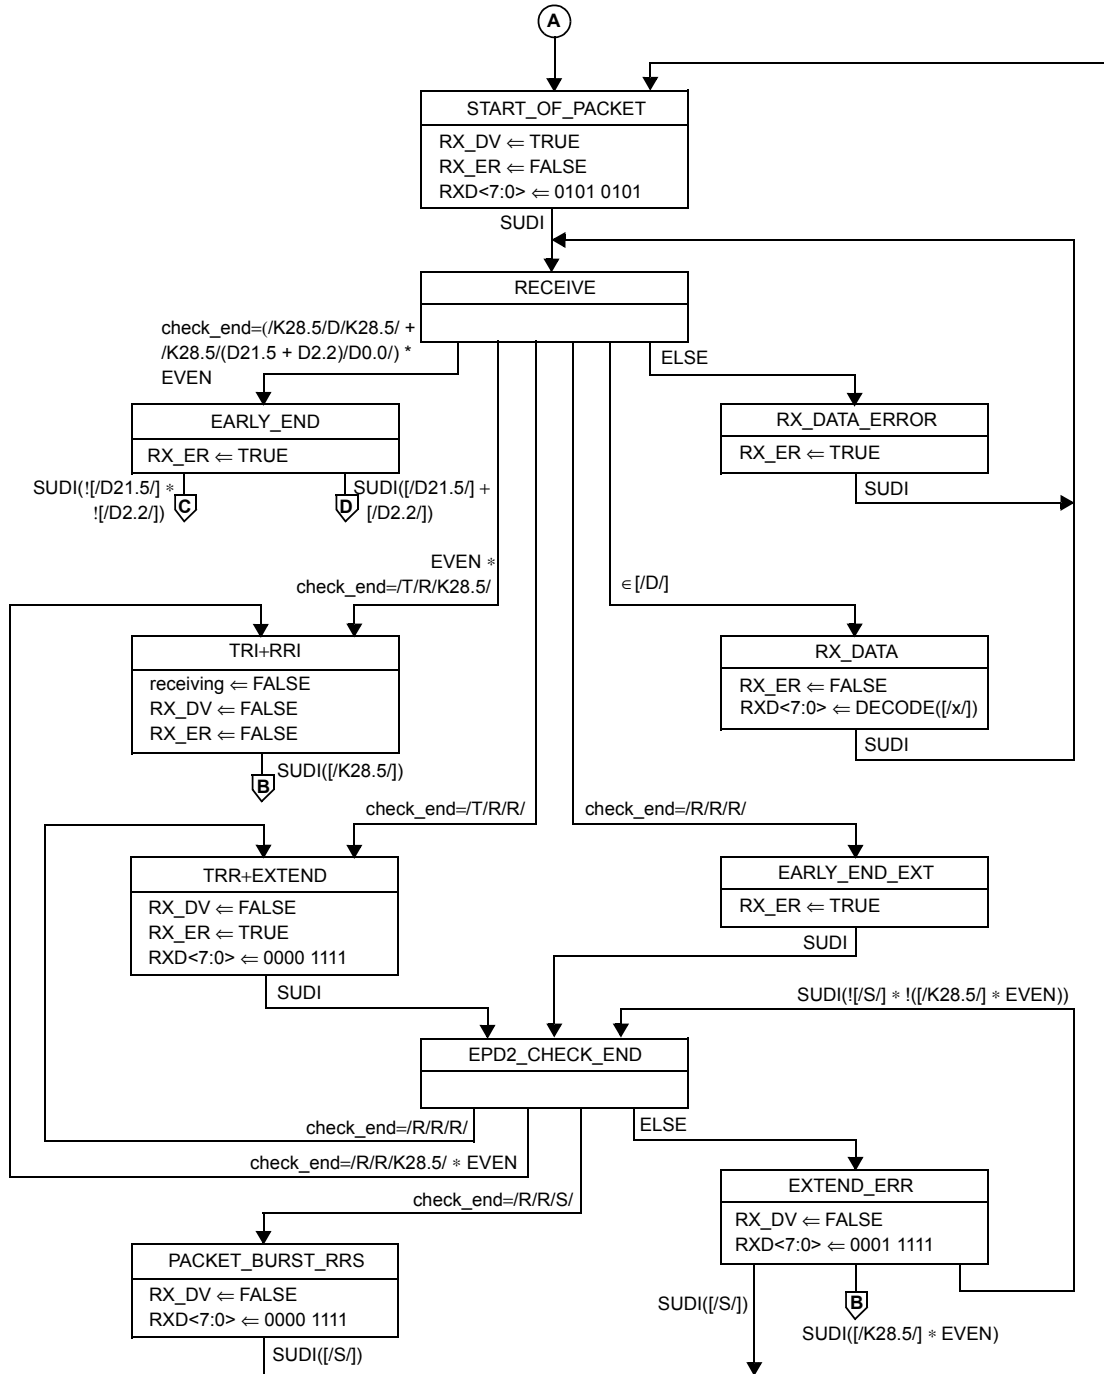 A
START_OF_PACKET
RX_DV ⇐ TRUE
RX_ER ⇐ FALSE
RXD<7:0> ⇐ 0101 0101
SUDI
RECEIVE
check_end=(/K28.5/D/K28.5/ +
/K28.5/(D21.5 + D2.2)/D0.0/) *
EVEN
ELSE
EARLY_END
RX_ER ⇐ TRUE
SUDI(![/D21.5/] ∗
![/D2.2/])
C
D
SUDI([/D21.5/] +
[/D2.2/])
RX_DATA_ERROR
RX_ER ⇐ TRUE
SUDI
EVEN ∗
check_end=/T/R/K28.5/
∈[/D/]
TRI+RRI
receiving ⇐ FALSE
RX_DV ⇐ FALSE
RX_ER ⇐ FALSE
SUDI([/K28.5/])
B
RX_DATA
RX_ER ⇐ FALSE
RXD<7:0> ⇐ DECODE([/x/])
SUDI
check_end=/T/R/R/
check_end=/R/R/R/
TRR+EXTEND
RX_DV ⇐ FALSE
RX_ER ⇐ TRUE
RXD<7:0> ⇐ 0000 1111
SUDI
EARLY_END_EXT
RX_ER ⇐ TRUE
SUDI
SUDI(![/S/] ∗ !([/K28.5/] ∗ EVEN))
EPD2_CHECK_END
check_end=/R/R/R/
ELSE
check_end=/R/R/K28.5/ ∗ EVEN
check_end=/R/R/S/
EXTEND_ERR
RX_DV ⇐ FALSE
RXD<7:0> ⇐ 0001 1111
PACKET_BURST_RRS
RX_DV ⇐ FALSE
RXD<7:0> ⇐ 0000 1111
SUDI([/S/])
SUDI([/S/])
B
SUDI([/K28.5/] ∗ EVEN)